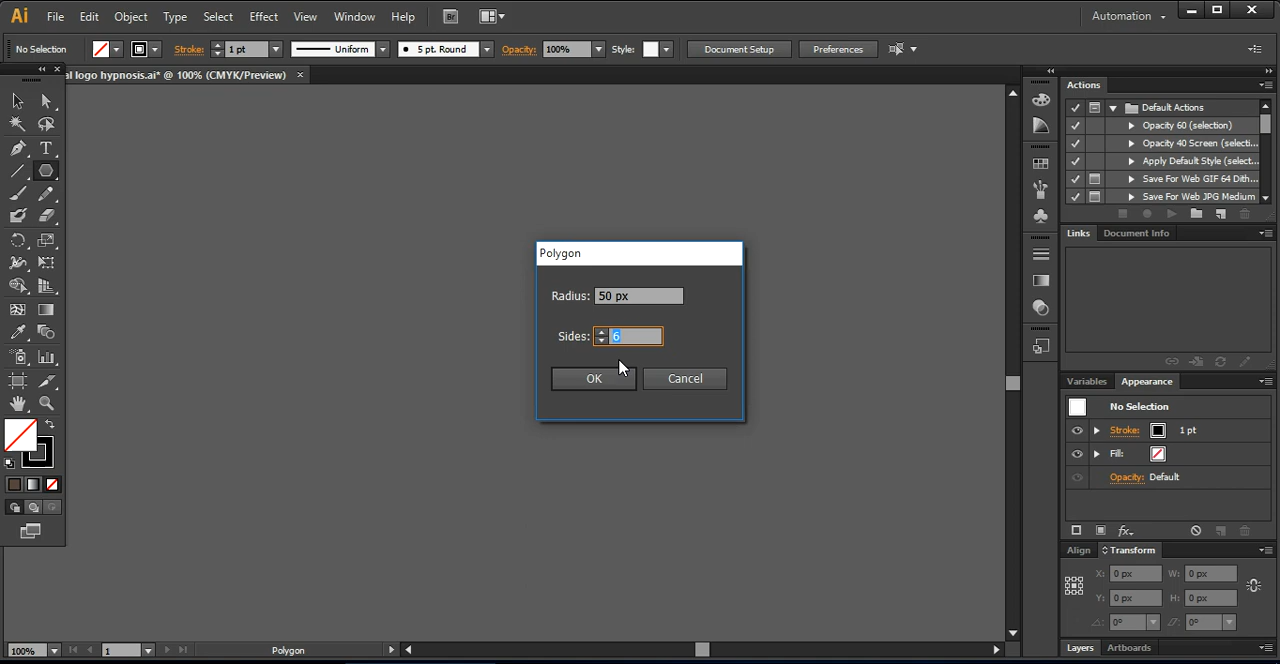 Ai File Edit Object Type Select Effect View Window Help Br Automation
No Selection Stroke: 1 pt Uniform 5 pt. Round Opacity: 100% Style: Document Setup Preferences
al logo hypnosis.ai* @ 100% (CMYK/Preview)
Actions
Default Actions
Opacity 60 (selection)
Opacity 40 Screen (selecti...
Apply Default Style (select...
Save For Web GIF 64 Dith...
Save For Web JPG Medium
Links Document Info
Polygon
Radius: 50 px
Sides: 6
OK Cancel
Variables Appearance
No Selection
Stroke: 1 pt
Fill:
Opacity: Default
fx
Align Transform
X: 0 px W: 0 px
Y: 0 px H: 0 px
0° 0°
Layers Artboards
100% 1 Polygon